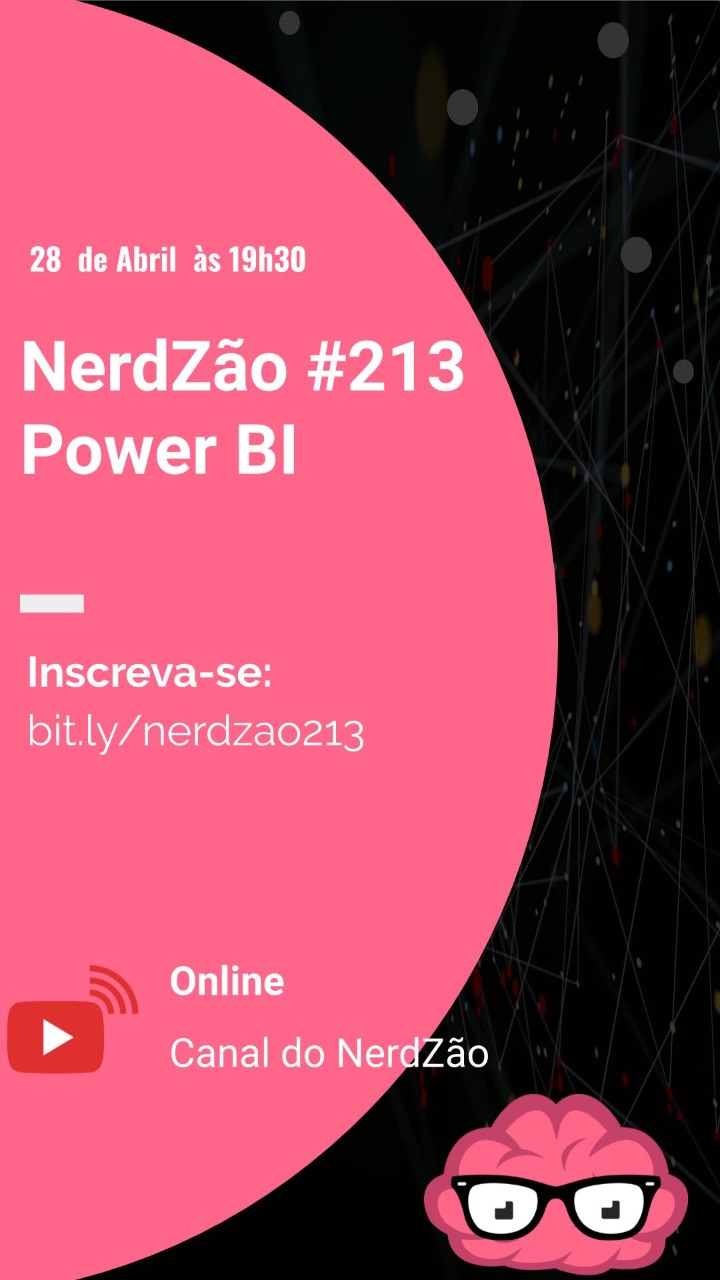 28 de Abril às 19h30
NerdZão #213
Power BI
Inscreva-se:
bit.ly/nerdzao213
Online
Canal do NerdZão